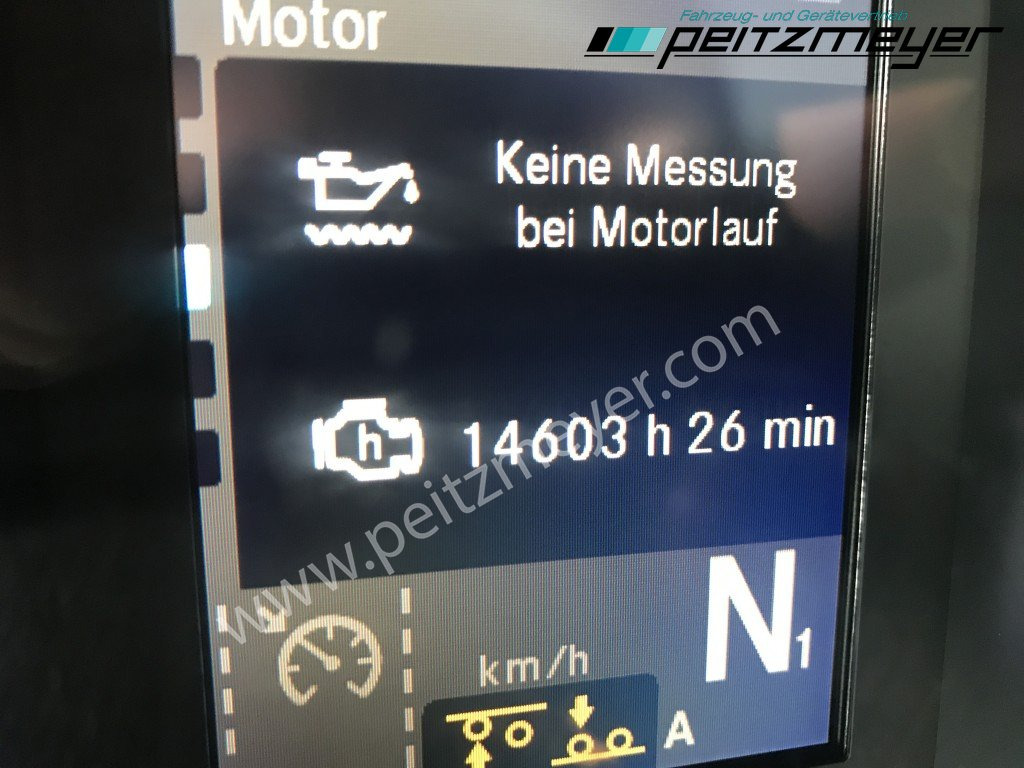 Motor
Fahrzeug- und Gerätevertrieb
peitzmeyer
Keine Messung
bei Motorlauf
www.peitzmeyer.com
h
14603 h 26 min
N1
km/h
A